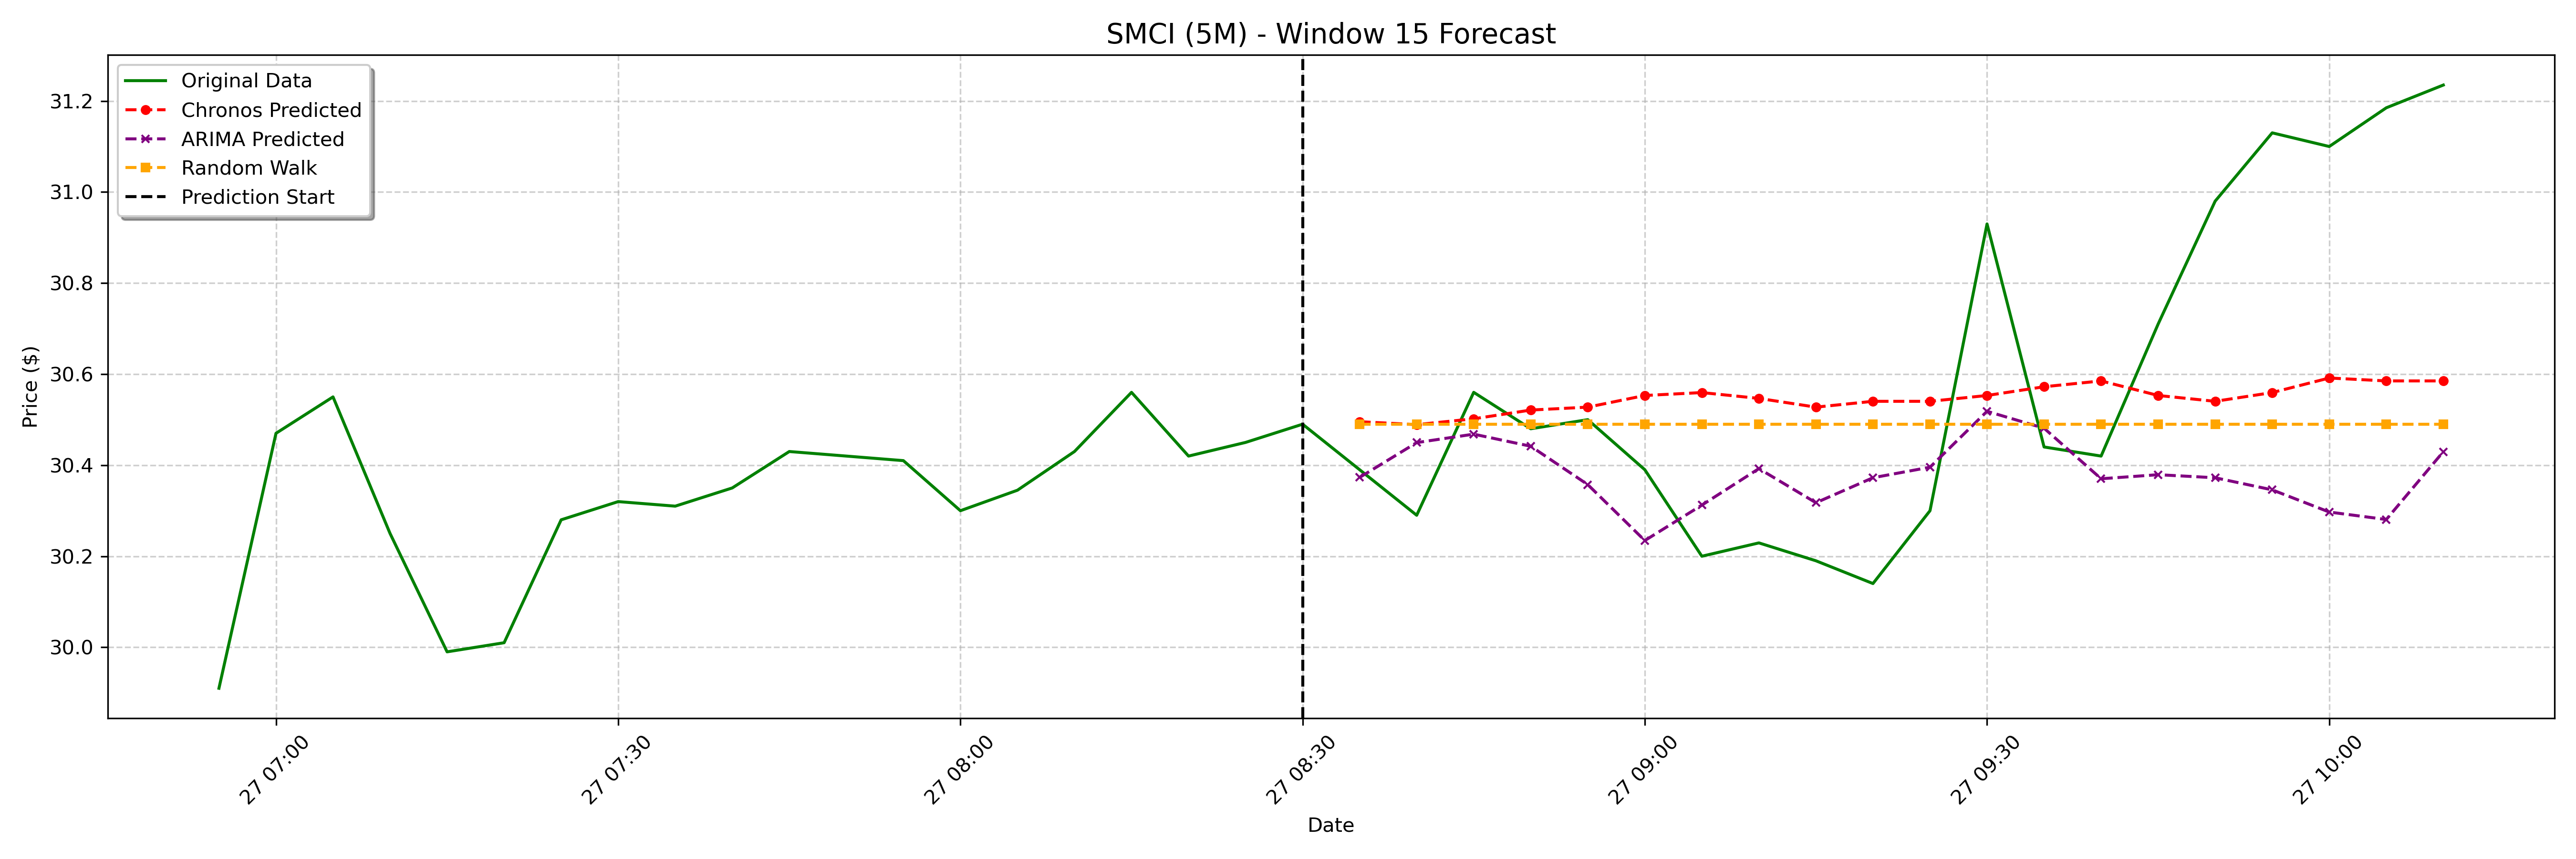 SMCI (5M) - Window 15 Forecast
Original Data
Chronos Predicted
ARIMA Predicted
Random Walk
Prediction Start
Price ($)
31.2
31.0
30.8
30.6
30.4
30.2
30.0
27 07:00
27 07:30
27 08:00
27 08:30
27 09:00
27 09:30
27 10:00
Date